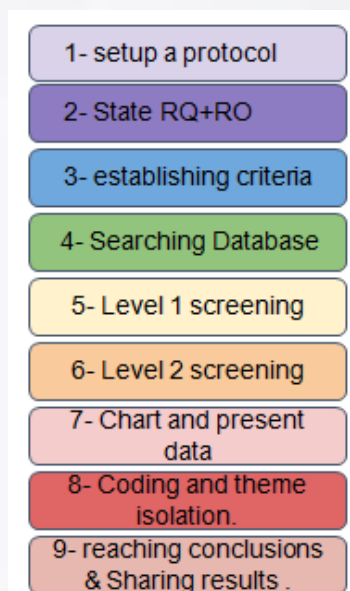 1- setup a protocol
2- State RQ+RO
3- establishing criteria
4- Searching Database
5- Level 1 screening
6- Level 2 screening
7- Chart and present
data
8- Coding and theme
isolation.
9- reaching conclusions
& Sharing results .